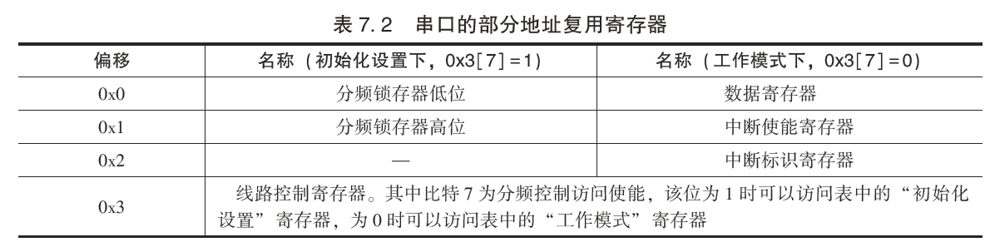 表 7.2 串口的部分地址复用寄存器
偏移 名称（初始化设置下，0x3[7]=1） 名称（工作模式下，0x3[7]=0）
0x0 分频锁存器低位 数据寄存器
0x1 分频锁存器高位 中断使能寄存器
0x2 — 中断标识寄存器
0x3 线路控制寄存器。其中比特 7 为分频控制访问使能，该位为 1 时可以访问表中的“初始化
设置”寄存器，为 0 时可以访问表中的“工作模式”寄存器